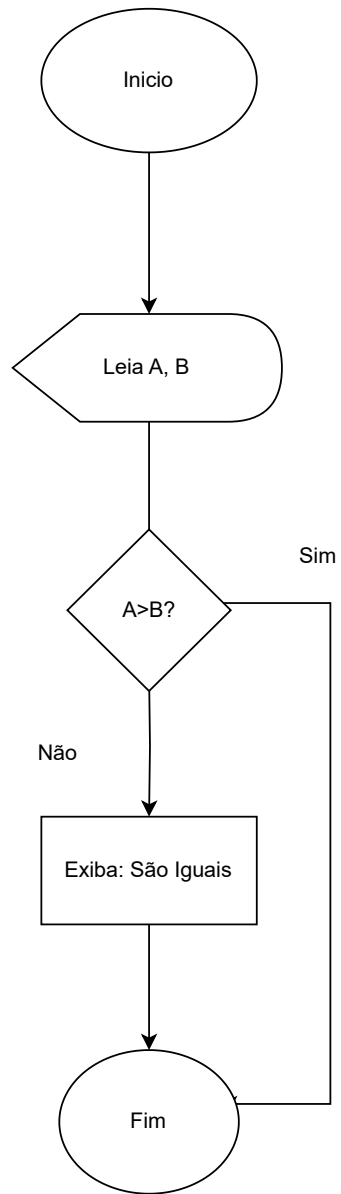 Inicio
Leia A, B
Sim
A>B?
Não
Exiba: São Iguais
Fim